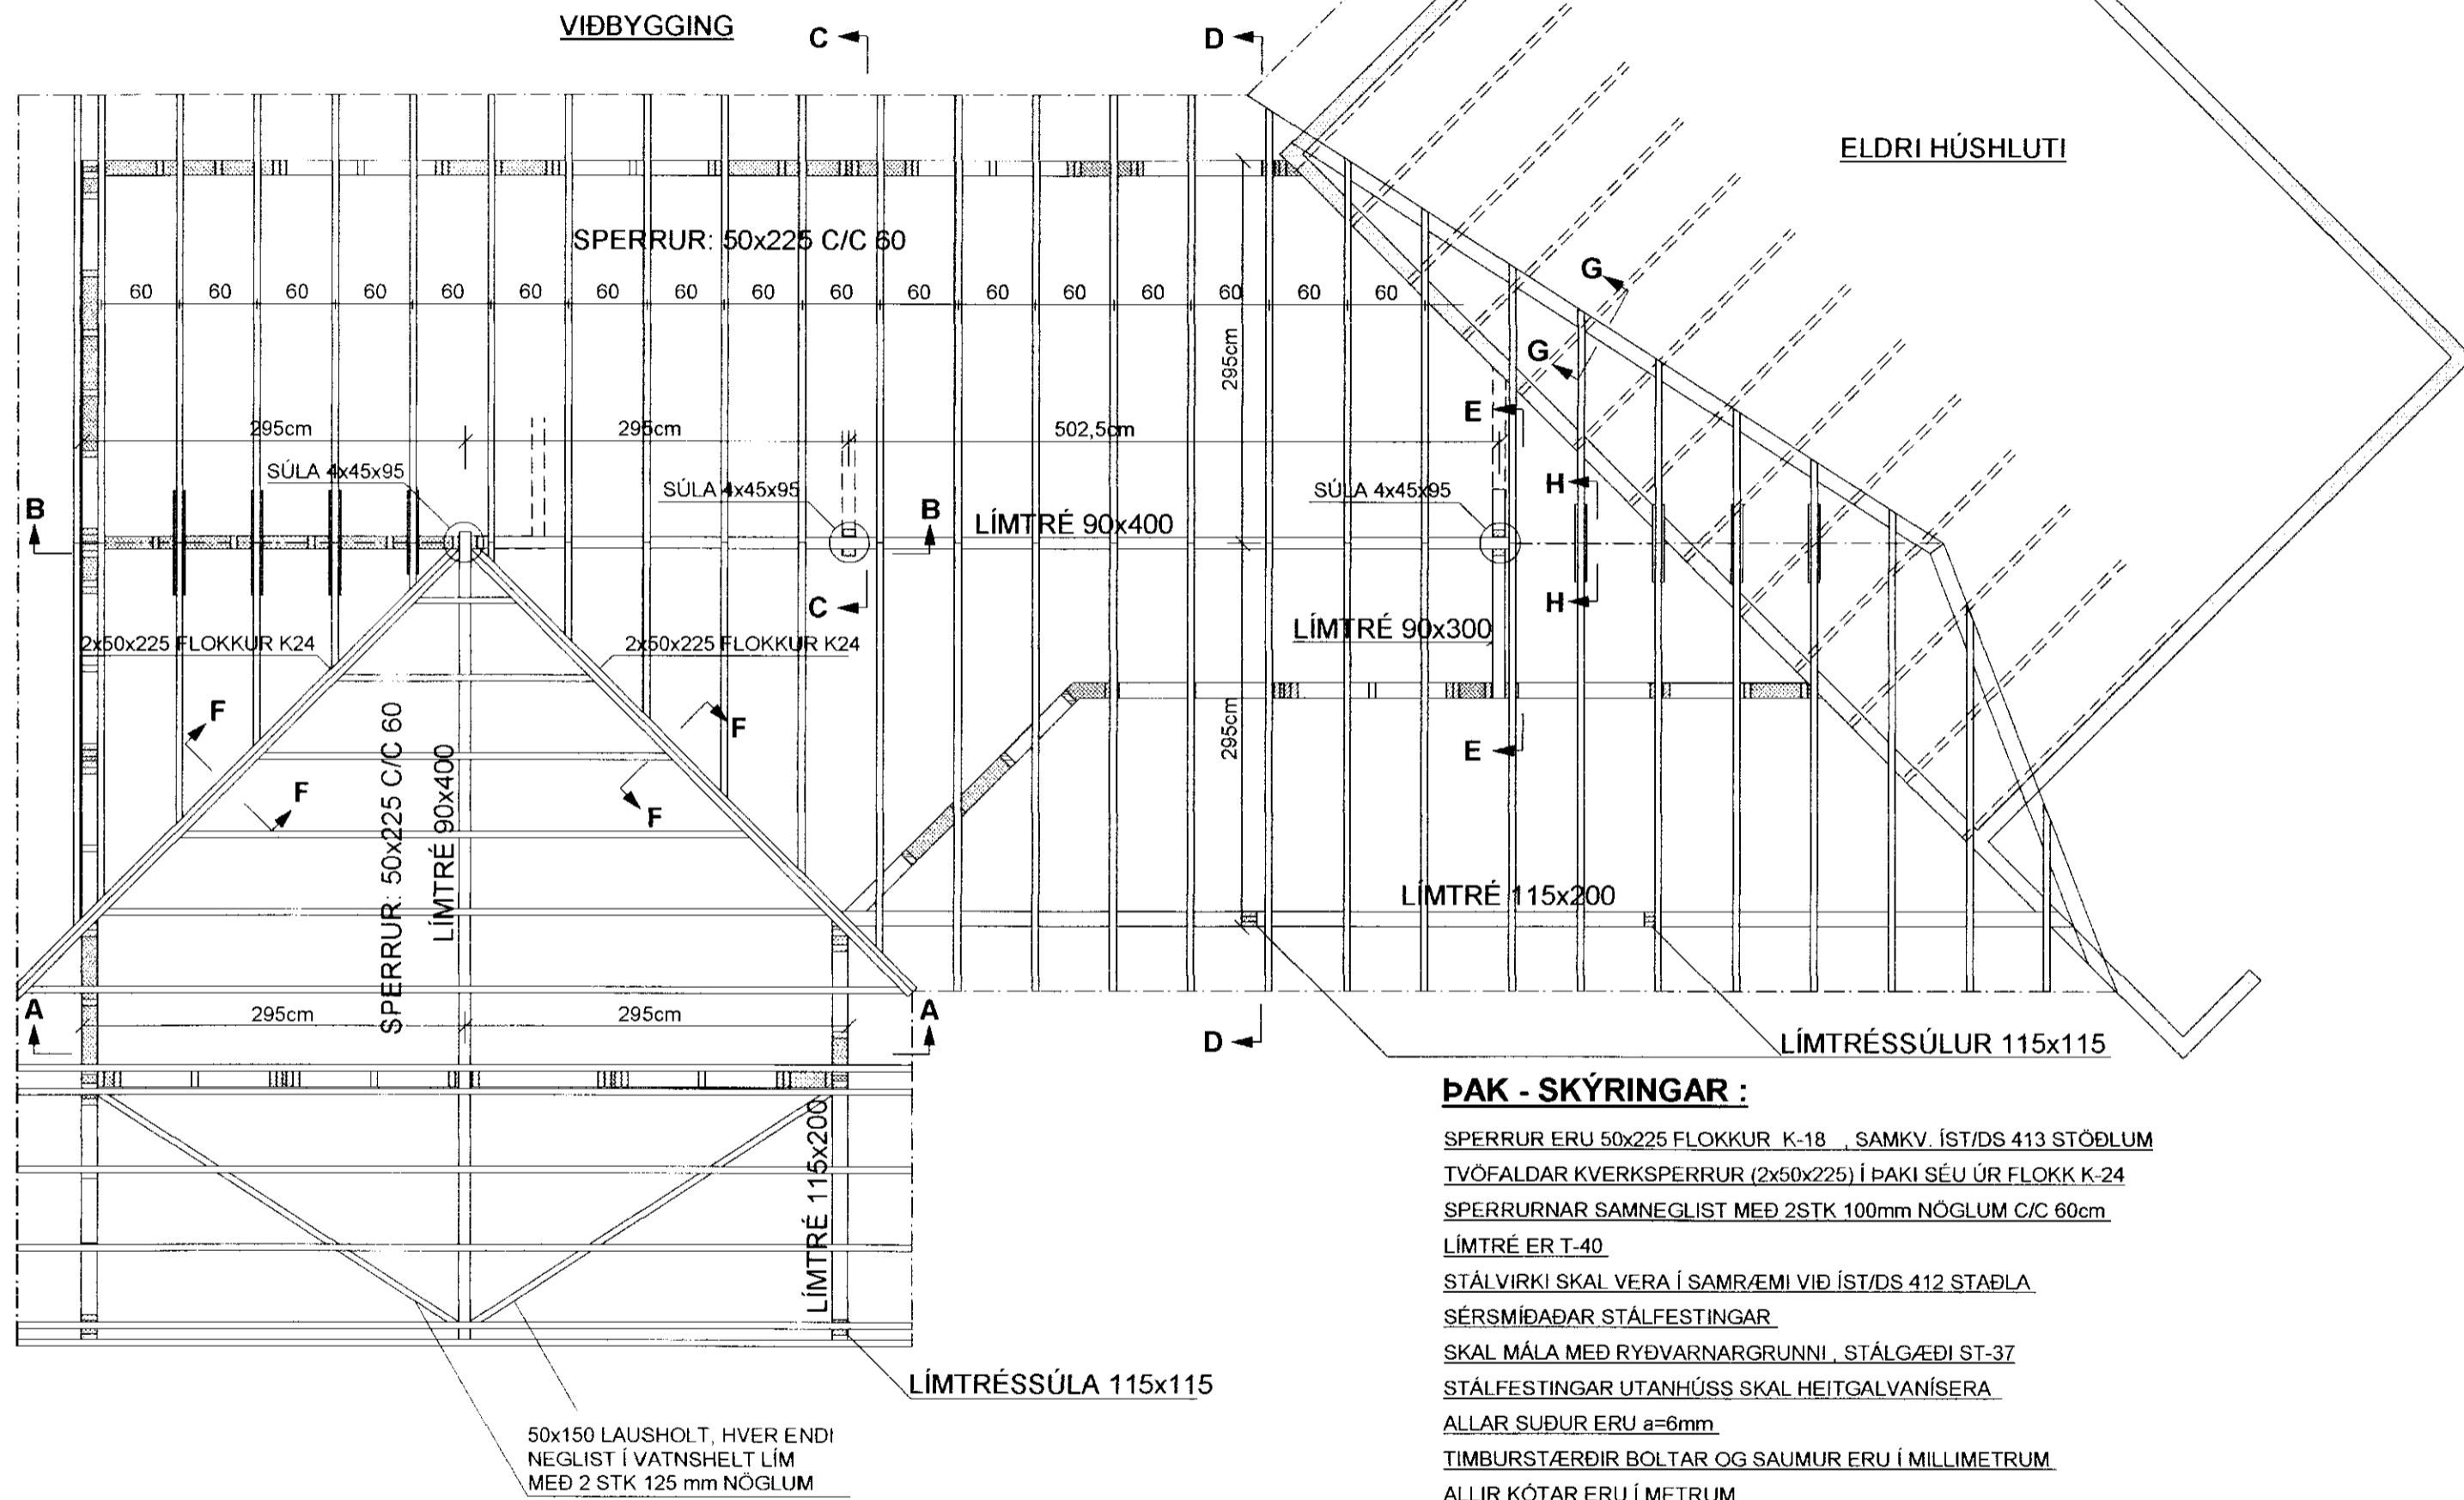 VIÐBYGGING
C
D
ELDRI HÚSHLUTI
SPERRUR: 50x225 C/C 60
60 60 60 60 60 60 60 60 60 60 60 60 60 60 60 60 60
G
G
295cm
295cm
295cm
502,5cm
E
SÚLA 4x45x95
SÚLA 4x45x95
SÚLA 4x45x95
H
B
B
LÍMTRÉ 90x400
C
H
LÍMTRÉ 90x300
2x50x225 FLOKKUR K24
2x50x225 FLOKKUR K24
F
F
295cm
E
F
F
SPERRUR: 50x225 C/C 60
LÍMTRÉ 90x400
LÍMTRÉ 115x200
A
295cm
295cm
A
D
LÍMTRÉSSÚLUR 115x115
LÍMTRÉ 115x200
LÍMTRÉSSÚLA 115x115
50x150 LAUSHOLT, HVER ENDI
NEGLIST Í VATNSHELT LÍM
MEÐ 2 STK 125 mm NÖGLUM
ÞAK - SKÝRINGAR :
SPERRUR ERU 50x225 FLOKKUR K-18 , SAMKV. ÍST/DS 413 STÖÐLUM
TVÖFALDAR KVERKSPERRUR (2x50x225) Í ÞAKI SÉU ÚR FLOKK K-24
SPERRURNAR SAMNEGLIST MEÐ 2STK 100mm NÖGLUM C/C 60cm
LÍMTRÉ ER T-40
STÁLVIRKI SKAL VERA Í SAMRÆMI VIÐ ÍST/DS 412 STAÐLA
SÉRSMÍÐAÐAR STÁLFESTINGAR
SKAL MÁLA MEÐ RYÐVARNARGRUNNI , STÁLGÆÐI ST-37
STÁLFESTINGAR UTANHÚSS SKAL HEITGALVANÍSERA
ALLAR SUÐUR ERU a=6mm
TIMBURSTÆRÐIR BOLTAR OG SAUMUR ERU Í MILLIMETRUM
ALLIR KÓTAR ERU Í METRUM